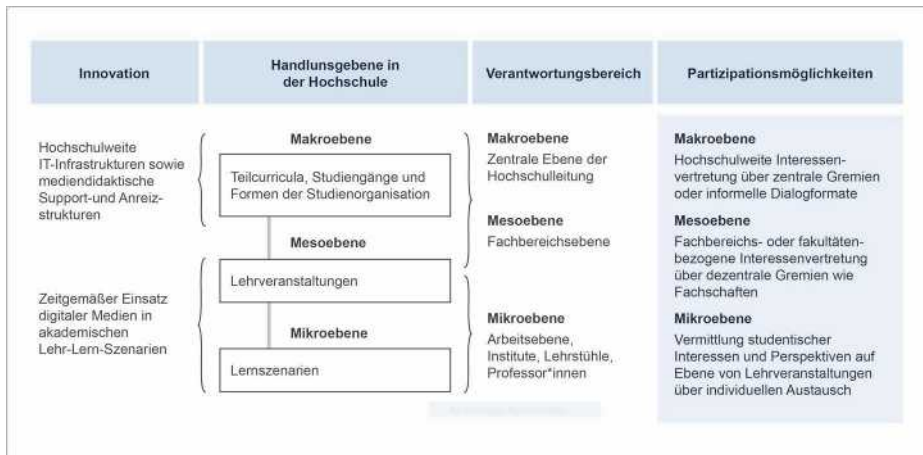 Innovation
Handlunsgebene in
der Hochschule
Verantwortungsbereich
Partizipationsmöglichkeiten
Hochschulweite
IT-Infrastrukturen sowie
mediendidaktische
Support-und Anreiz-
strukturen
Zeitgemäßer Einsatz
digitaler Medien in
akademischen
Lehr-Lern-Szenarien
Makroebene
Teilcurricula, Studiengänge und
Formen der Studienorganisation
Mesoebene
Lehrveranstaltungen
Mikroebene
Lernszenarien
Makroebene
Zentrale Ebene der
Hochschulleitung
Mesoebene
Fachbereichsebene
Mikroebene
Arbeitsebene,
Institute, Lehrstühle,
Professor*innen
Makroebene
Hochschulweite Interessen-
vertretung über zentrale Gremien
oder informelle Dialogformate
Mesoebene
Fachbereichs- oder fakultäten-
bezogene Interessenvertretung
über dezentrale Gremien wie
Fachschaften
Mikroebene
Vermittlung studentischer
Interessen und Perspektiven auf
Ebene von Lehrveranstaltungen
über individuellen Austausch